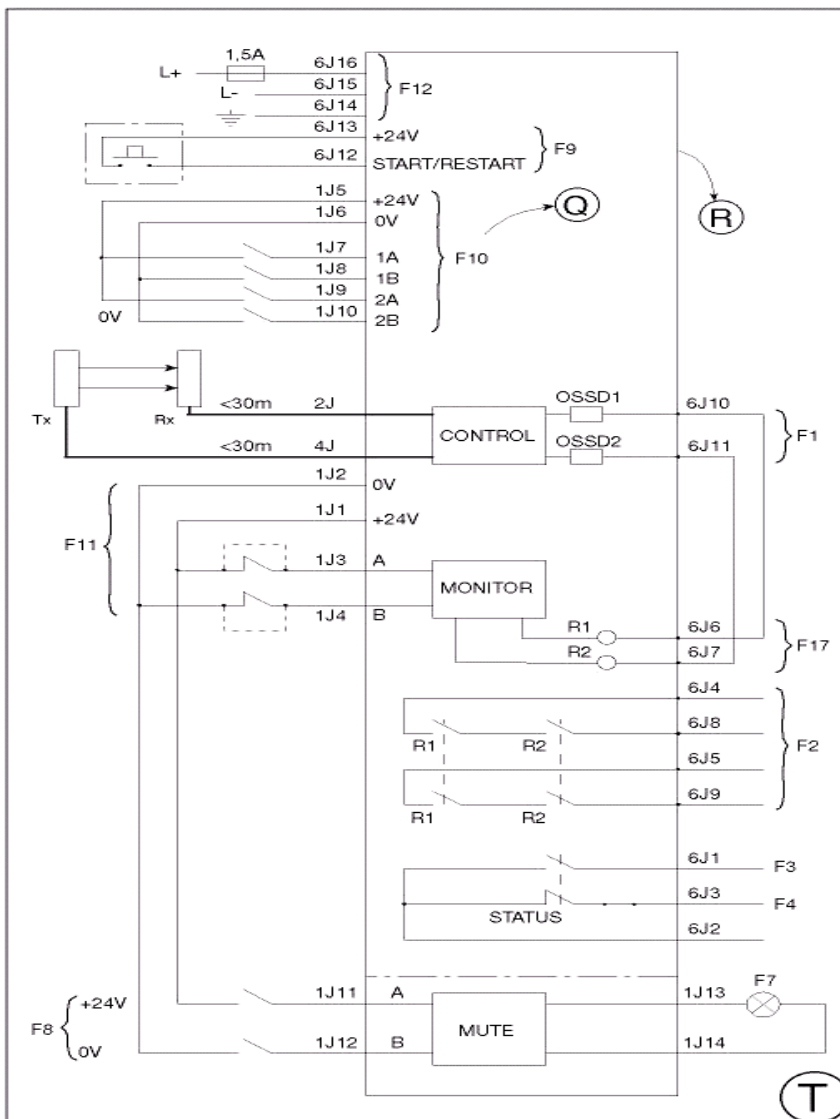 1,5A
L+ 6J16
L- 6J15 F12
6J14
6J13 +24V
6J12 START/RESTART F9
R
1J5 +24V
1J6 0V Q
1J7 1A F10
1J8 1B
1J9 2A
0V 1J10 2B
Tx Rx <30m 2J CONTROL OSSD1 6J10 F1
<30m 4J OSSD2 6J11
1J2 0V
1J1 +24V
F11
1J3 A MONITOR
1J4 B
R1 6J6 F17
R2 6J7
6J4
R1 R2 6J8 F2
6J5
R1 R2 6J9
6J1 F3
STATUS 6J3 F4
6J2
F7
F8 +24V 1J11 A MUTE 1J13
0V 1J12 B 1J14
T